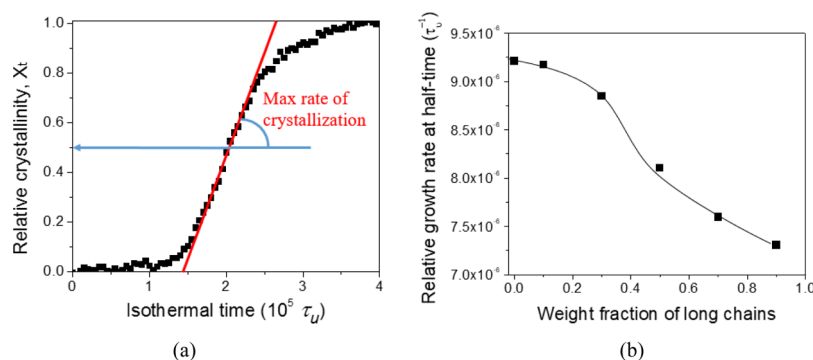 Relative crystallinity, Xt
1.0
0.8
0.6
0.4
0.2
0.0
Max rate of
crystallization
0 1 2 3 4
Isothermal time (10⁵ τu)
(a)
Relative growth rate at half-time (τu⁻¹)
9.5x10⁻⁶
9.0x10⁻⁶
8.5x10⁻⁶
8.0x10⁻⁶
7.5x10⁻⁶
7.0x10⁻⁶
0.0 0.2 0.4 0.6 0.8 1.0
Weight fraction of long chains
(b)